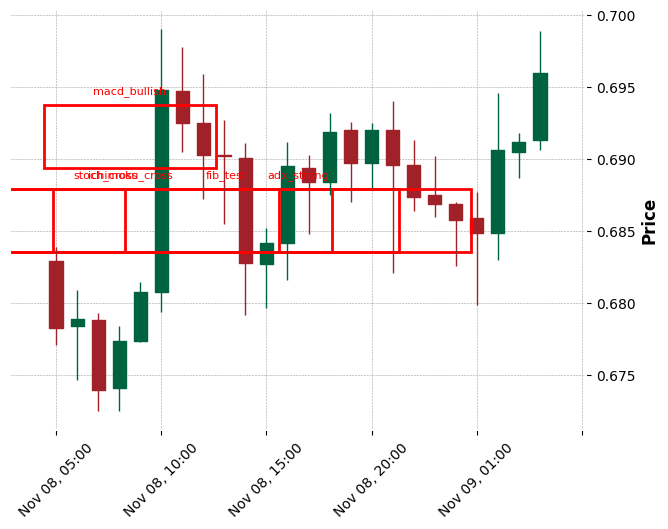 0.700
0.695
macd_bullish
0.690
fib_test
0.685
0.680
0.675
Price
Nov 08, 05:00
Nov 08, 10:00
Nov 08, 15:00
Nov 08, 20:00
Nov 09, 01:00